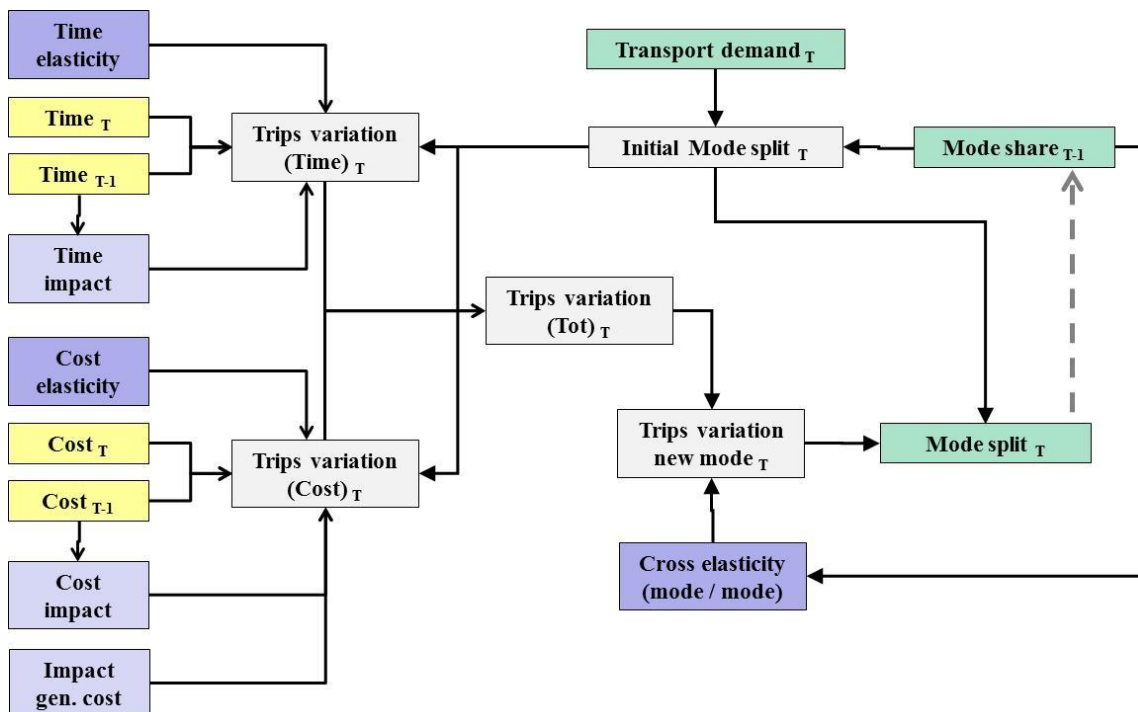 Time
elasticity
Time T
Time T-1
Time
impact
Cost
elasticity
Cost T
Cost T-1
Cost
impact
Impact
gen. cost
Trips variation
(Time) T
Trips variation
(Cost) T
Transport demand T
Initial Mode split T
Mode share T-1
Trips variation
(Tot) T
Trips variation
new mode T
Mode split T
Cross elasticity
(mode / mode)